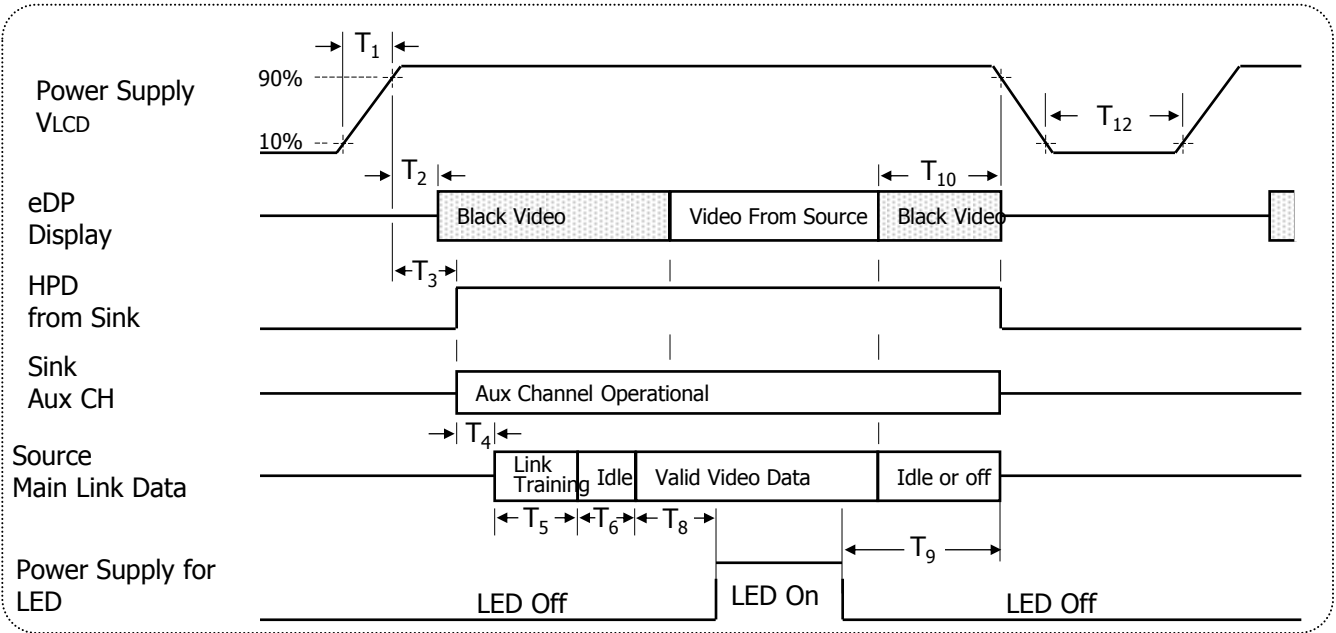 T1
90%
Power Supply
VLCD
T12
10%
T2
T10
eDP
Display
Black Video
Video From Source
Black Video
T3
HPD
from Sink
Sink
Aux CH
Aux Channel Operational
T4
Source
Main Link Data
Link
Training
Idle
Valid Video Data
Idle or off
T5
T6
T8
T9
Power Supply for
LED
LED Off
LED On
LED Off